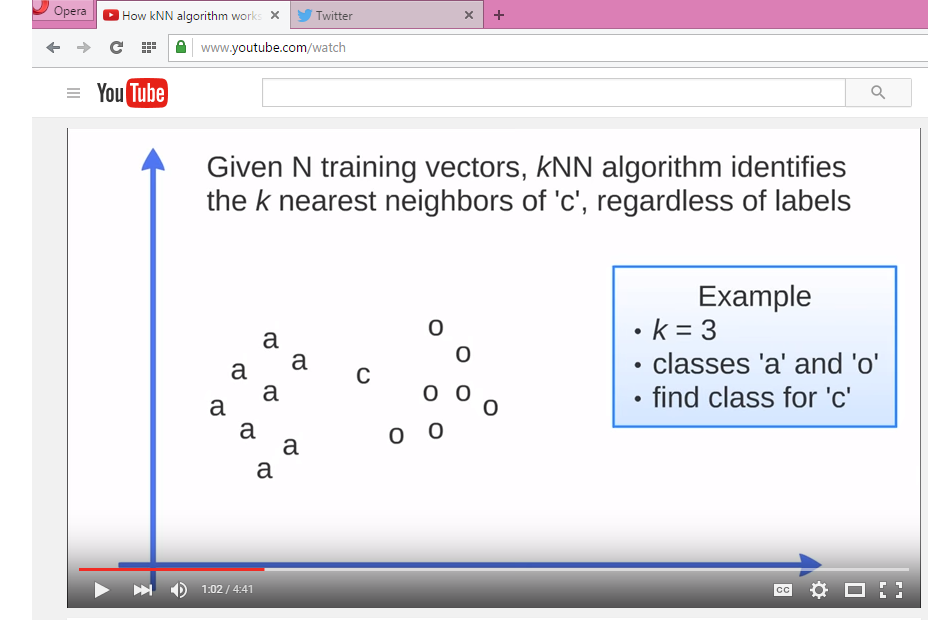 Opera
How kNN algorithm works
Twitter
www.youtube.com/watch
YouTube
Given N training vectors, kNN algorithm identifies
the k nearest neighbors of 'c', regardless of labels
Example
• k = 3
• classes 'a' and 'o'
• find class for 'c'
o
a
o
a
a
c
a
o o
a
o
a
o o
a
a
1:02 / 4:41
CC